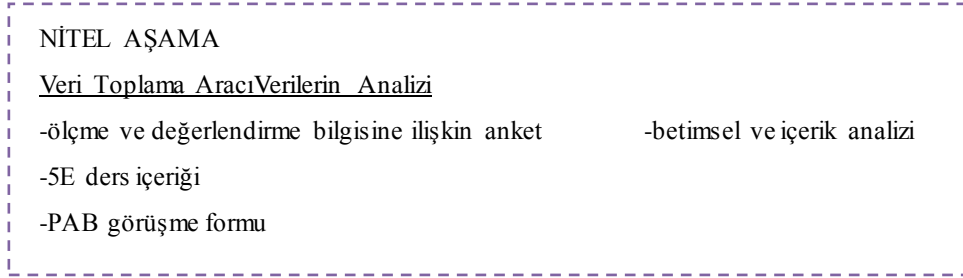 NİTEL AŞAMA
Veri Toplama AracıVerilerin Analizi
-ölçme ve değerlendirme bilgisine ilişkin anket -betimsel ve içerik analizi
-5E ders içeriği
-PAB görüşme formu